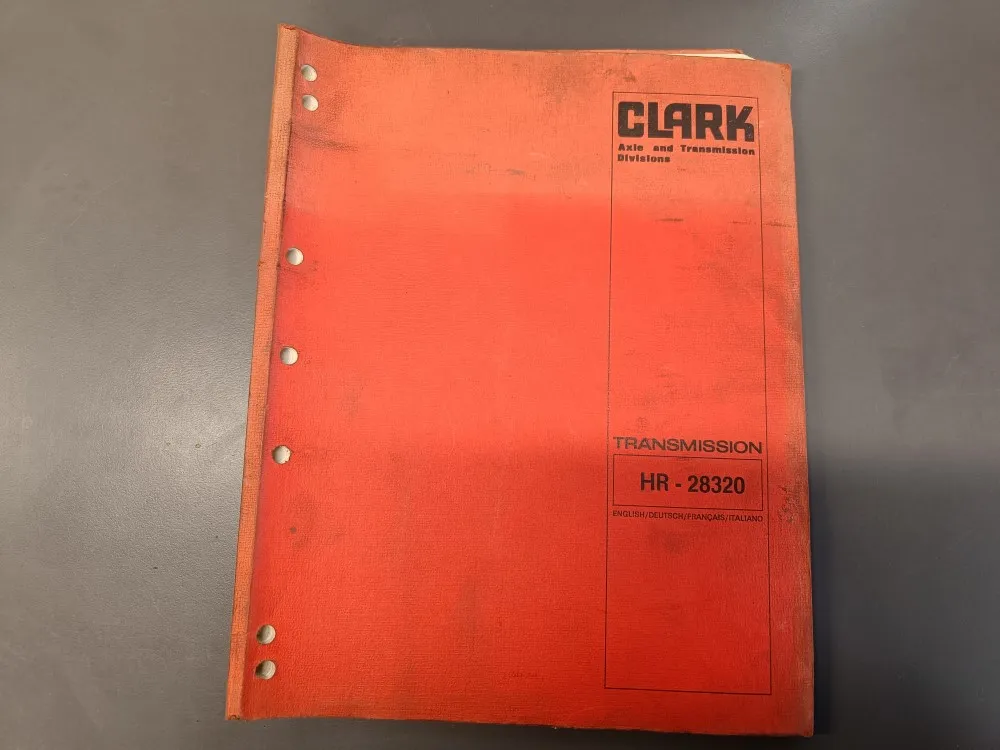 CLARK
Axle and Transmission
Divisions
TRANSMISSION
HR - 28320
ENGLISH/DEUTSCH/FRANÇAIS/ITALIANO